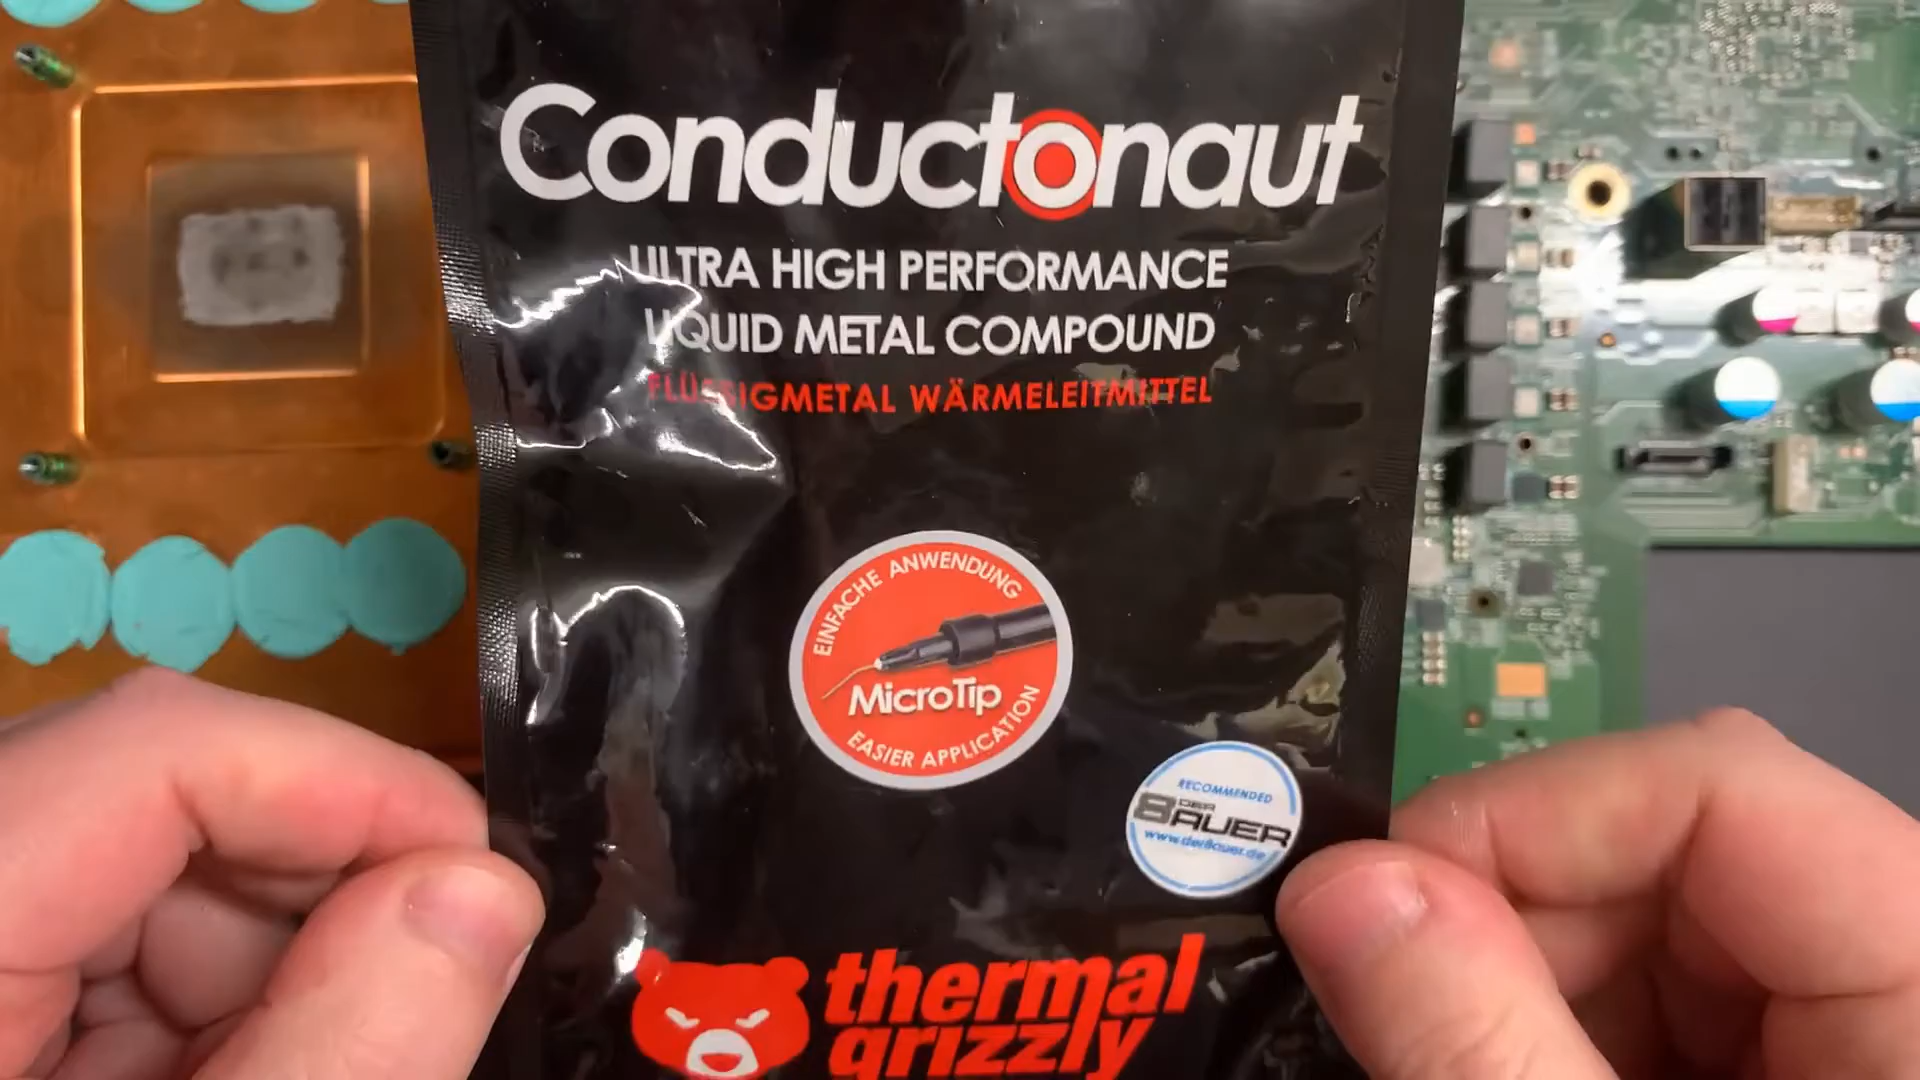 Conductonaut
ULTRA HIGH PERFORMANCE
LIQUID METAL COMPOUND
FLÜSSIGMETAL WÄRMELEITMITTEL
EINFACHE ANWENDUNG
MicroTip
EASIER APPLICATION
RECOMMENDED
DER
8AUER
www.der8auer.de
thermal
grizzly